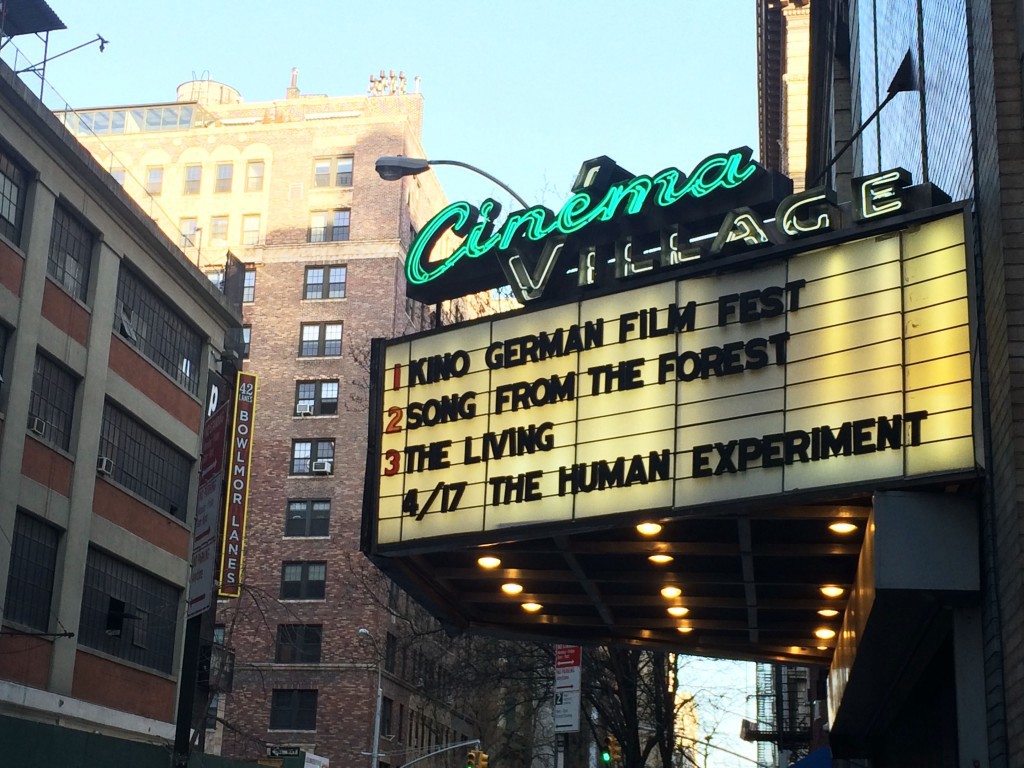 Cinema
VILLAGE
1 KINO GERMAN FILM FEST
2 SONG FROM THE FOREST
3 THE LIVING
4/17 THE HUMAN EXPERIMENT
42
LANES
BOWLMOR LANES